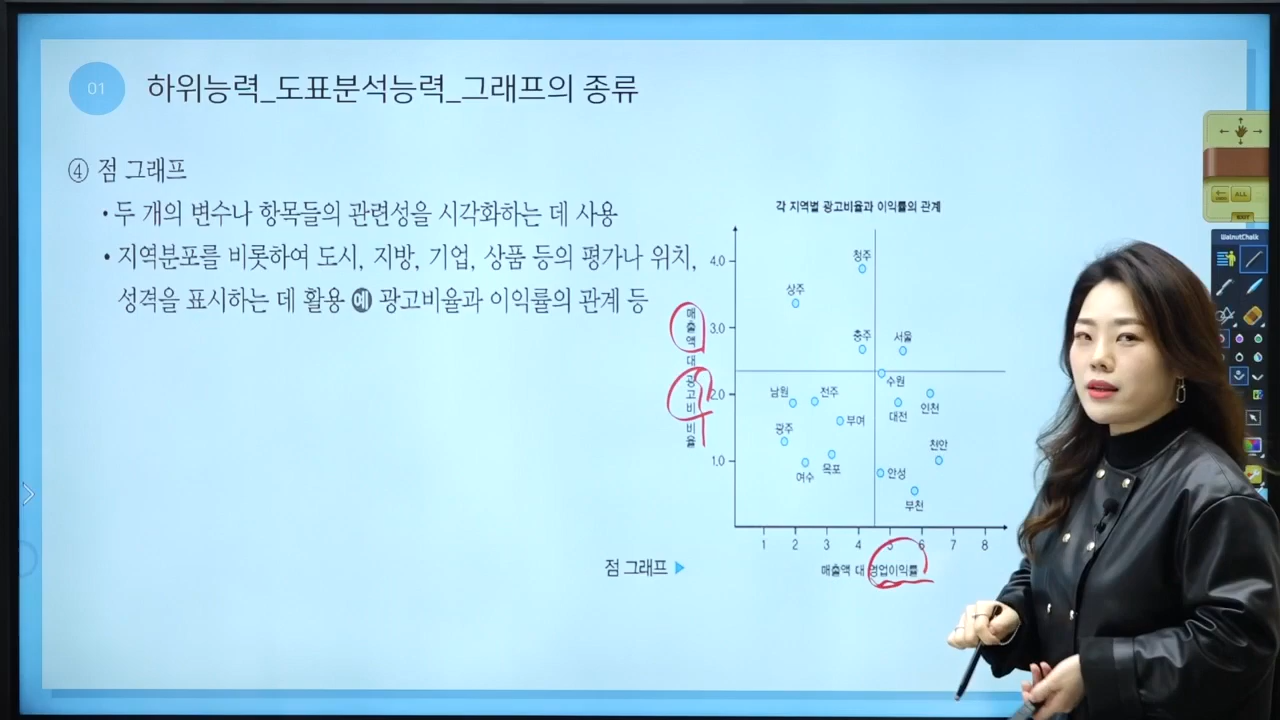 01
하위능력_도표분석능력_그래프의 종류
④ 점 그래프
• 두 개의 변수나 항목들의 관련성을 시각화하는 데 사용
• 지역분포를 비롯하여 도시, 지방, 기업, 상품 등의 평가나 위치,
성격을 표시하는 데 활용 예 광고비율과 이익률의 관계 등
각 지역별 광고비율과 이익률의 관계
매출액 대 광고비 비율
4.0
3.0
2.0
1.0
청주
상주
충주
서울
수원
남원
전주
대전
인천
부여
광주
천안
목포
여수
안성
부천
1 2 3 4 5 6 7 8
매출액 대 영업이익률
점 그래프 ▶
ALL
EXIT
WalnutChalk